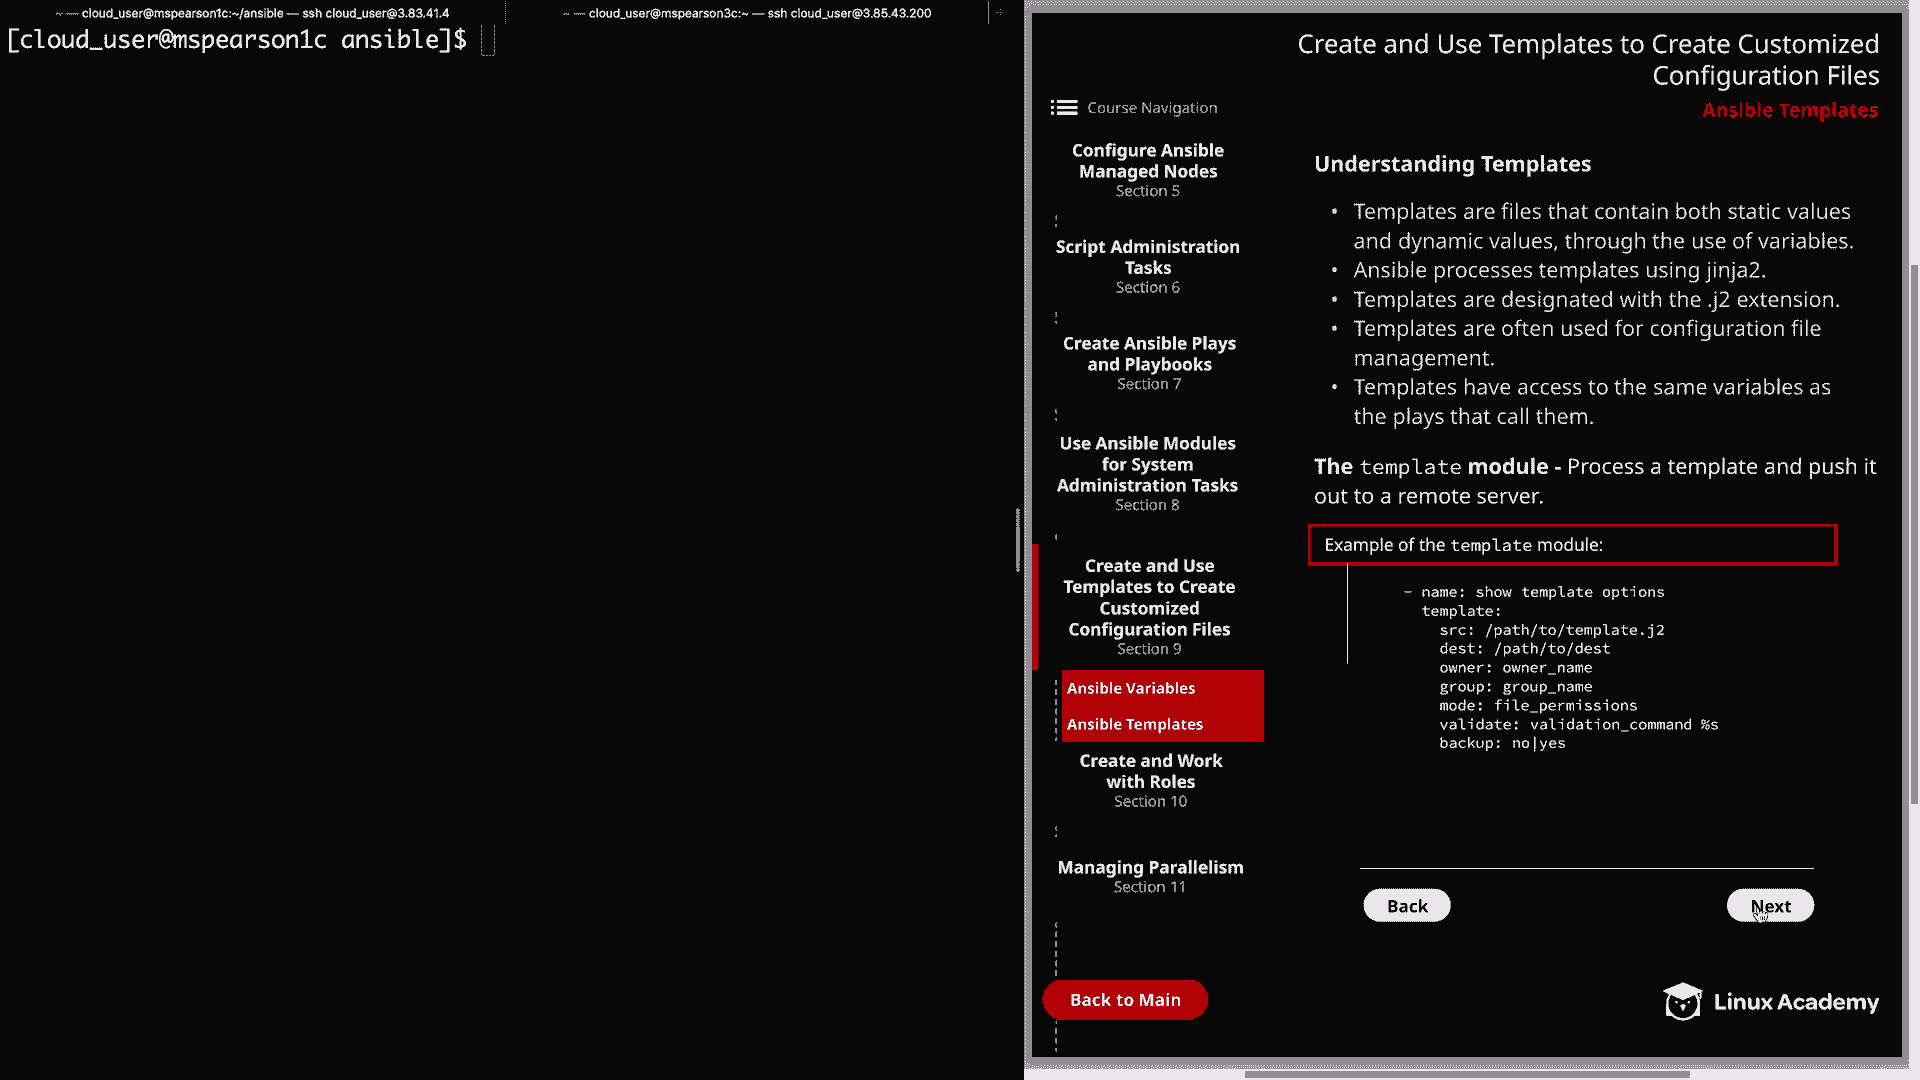 ~ — cloud_user@mspearson1c:~/ansible — ssh cloud_user@3.83.41.4
~ — cloud_user@mspearson3c:~ — ssh cloud_user@3.85.43.200
[cloud_user@mspearson1c ansible]$
Create and Use Templates to Create Customized
Configuration Files
Ansible Templates
Course Navigation
Configure Ansible
Managed Nodes
Section 5
Script Administration
Tasks
Section 6
Create Ansible Plays
and Playbooks
Section 7
Use Ansible Modules
for System
Administration Tasks
Section 8
Create and Use
Templates to Create
Customized
Configuration Files
Section 9
Ansible Variables
Ansible Templates
Create and Work
with Roles
Section 10
Managing Parallelism
Section 11
Back to Main
Understanding Templates
• Templates are files that contain both static values
and dynamic values, through the use of variables.
• Ansible processes templates using jinja2.
• Templates are designated with the .j2 extension.
• Templates are often used for configuration file
management.
• Templates have access to the same variables as
the plays that call them.
The template module - Process a template and push it
out to a remote server.
Example of the template module:
- name: show template options
template:
src: /path/to/template.j2
dest: /path/to/dest
owner: owner_name
group: group_name
mode: file_permissions
validate: validation_command %s
backup: no|yes
Back
Next
Linux Academy